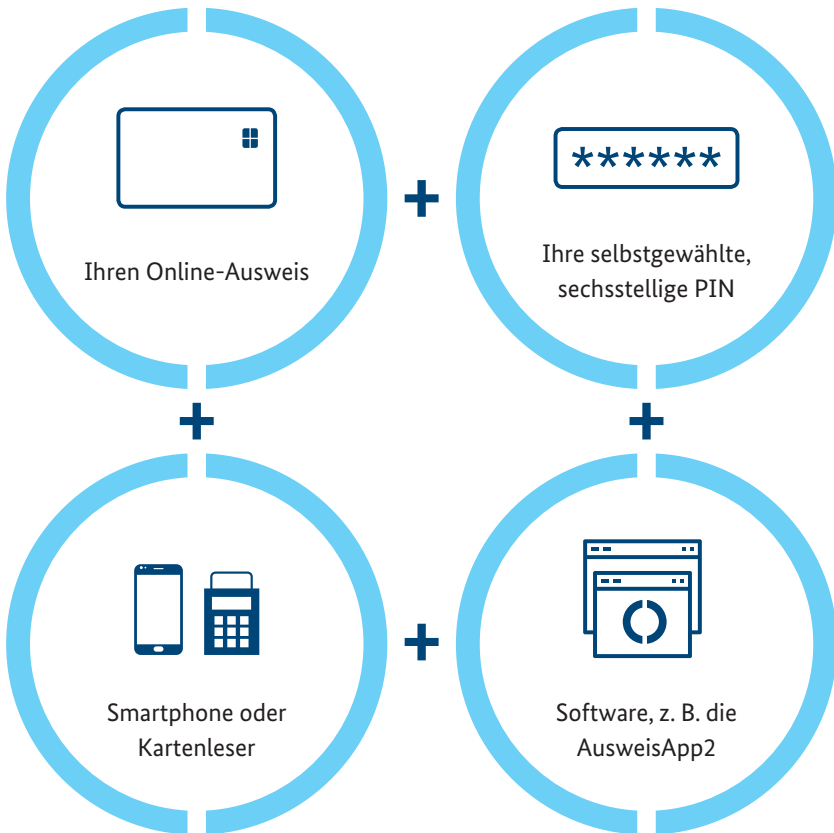 Ihren Online-Ausweis
******
Ihre selbstgewählte,
sechsstellige PIN
Smartphone oder
Kartenleser
Software, z. B. die
AusweisApp2